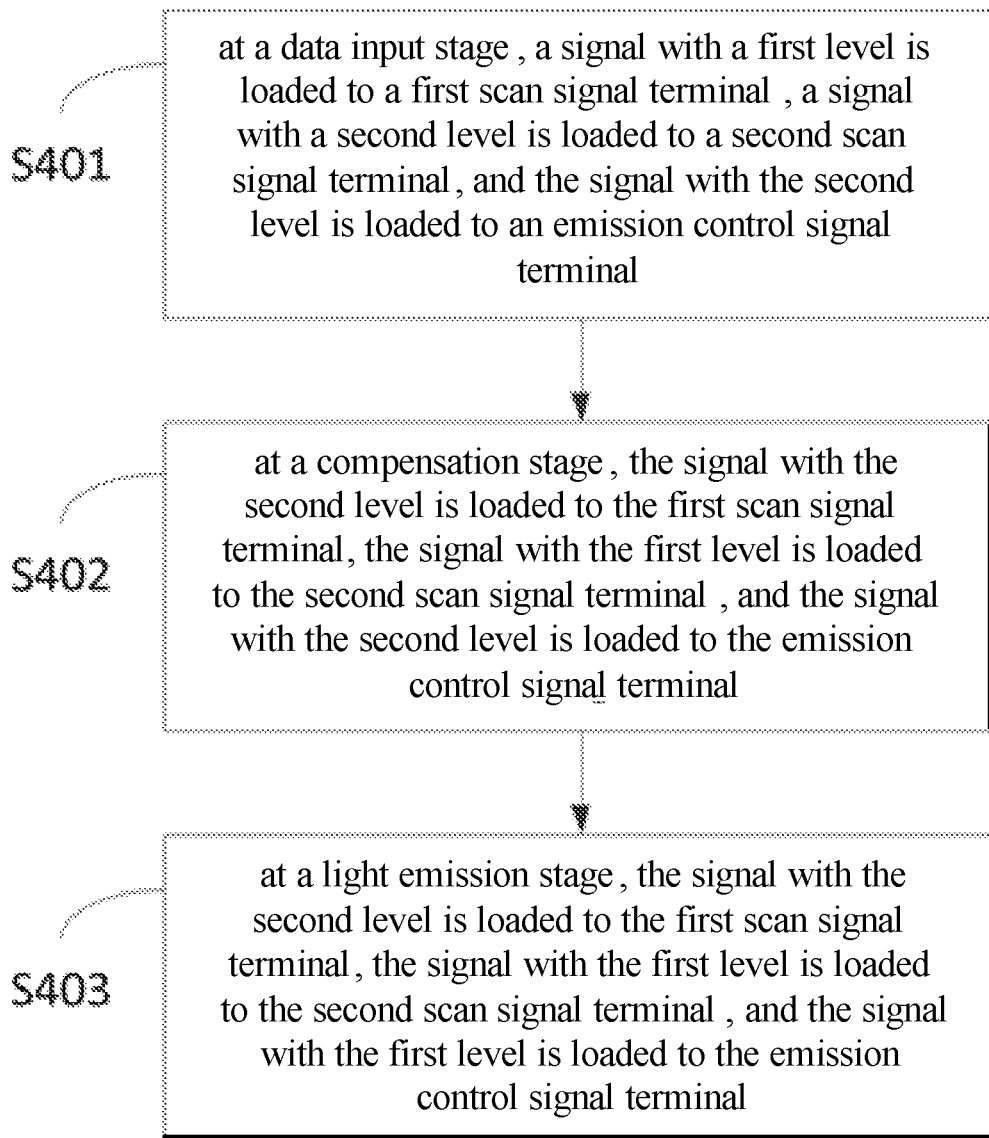 at a data input stage , a signal with a first level is
loaded to a first scan signal terminal , a signal
with a second level is loaded to a second scan
signal terminal, and the signal with the second
level is loaded to an emission control signal
terminal
S401
at a compensation stage , the signal with the
second level is loaded to the first scan signal
terminal, the signal with the first level is loaded
to the second scan signal terminal , and the signal
with the second level is loaded to the emission
control signal terminal
S402
at a light emission stage , the signal with the
second level is loaded to the first scan signal
terminal, the signal with the first level is loaded
to the second scan signal terminal , and the signal
with the first level is loaded to the emission
control signal terminal
S403